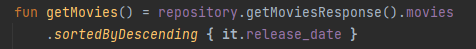 fun getMovies() = repository.getMoviesResponse().movies
.sortedByDescending { it.release_date }